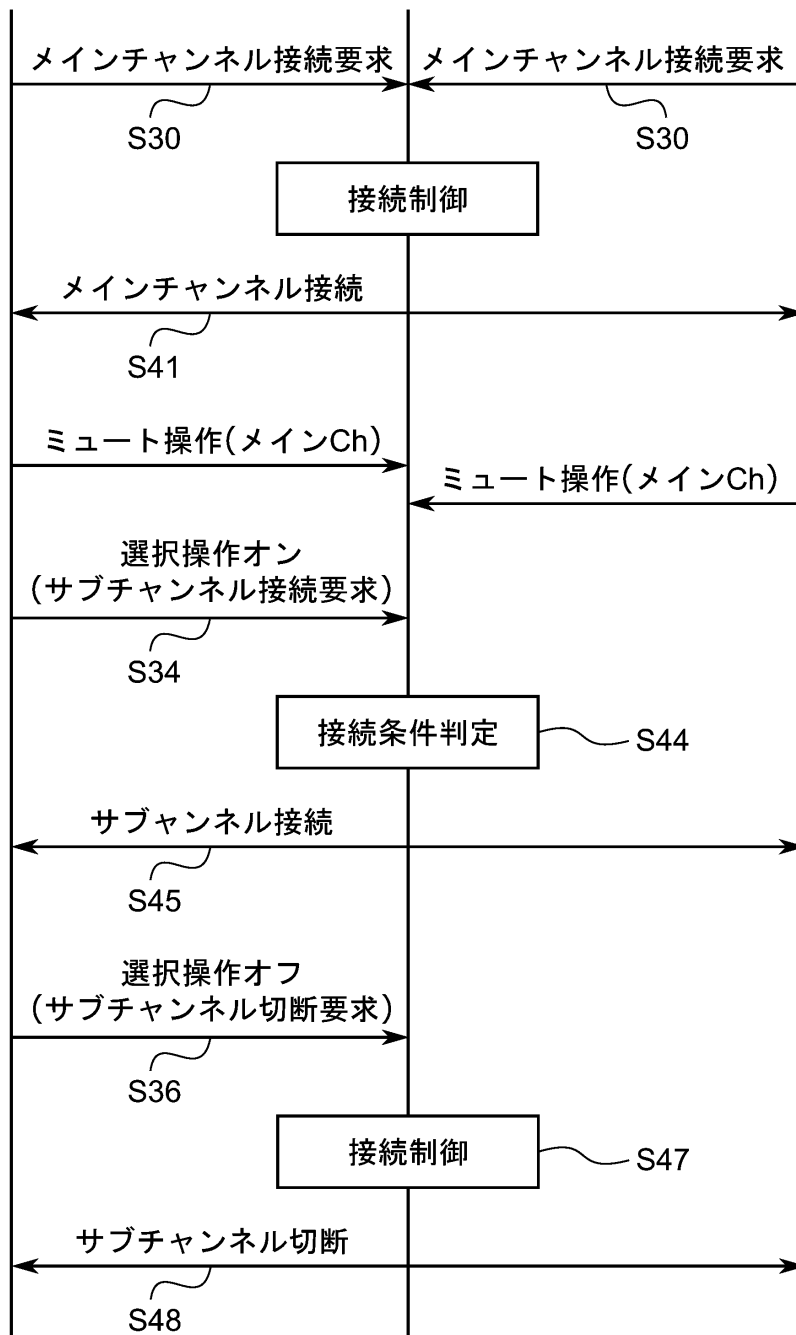 メインチャンネル接続要求
メインチャンネル接続要求
S30
S30
接続制御
メインチャンネル接続
S41
ミュート操作(メインCh)
ミュート操作(メインCh)
選択操作オン
(サブチャンネル接続要求)
S34
接続条件判定
S44
サブャンネル接続
S45
選択操作オフ
(サブチャンネル切断要求)
S36
接続制御
S47
サブチャンネル切断
S48